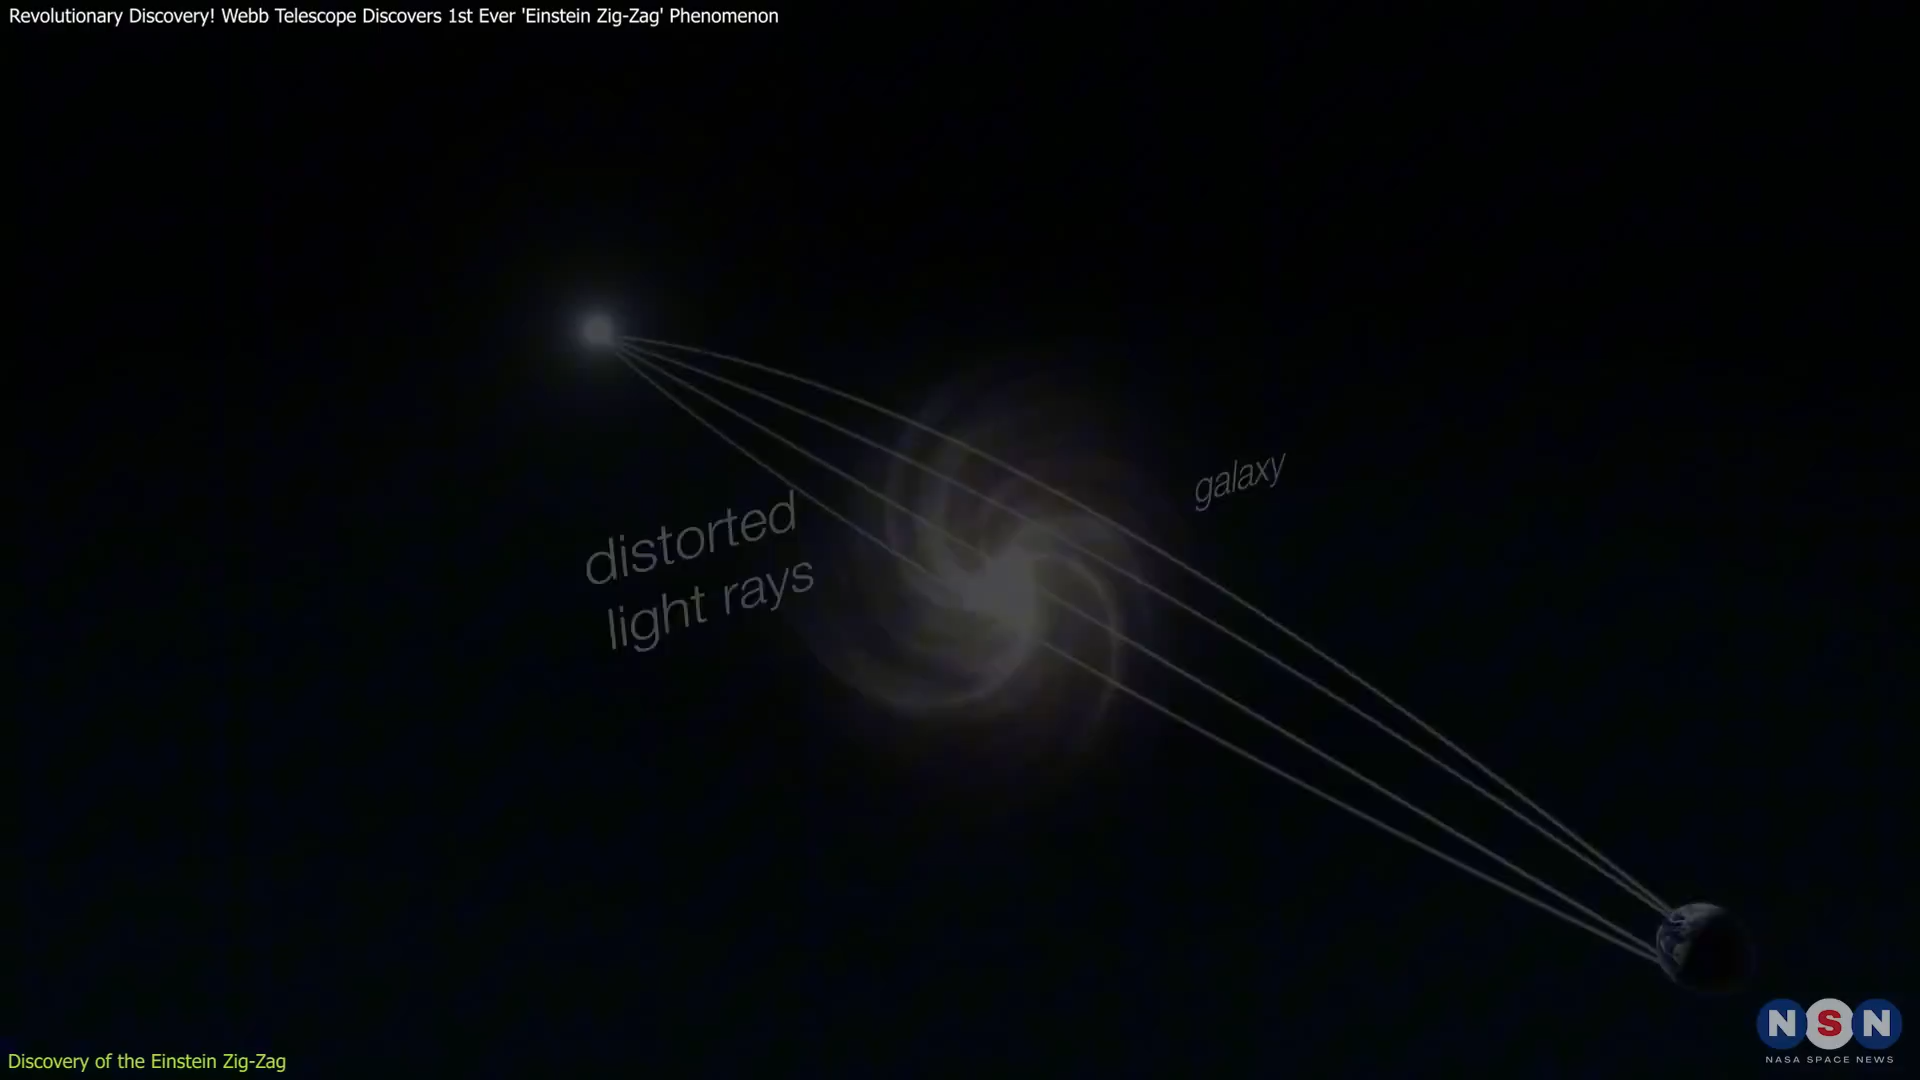 Revolutionary Discovery! Webb Telescope Discovers 1st Ever 'Einstein Zig-Zag' Phenomenon
galaxy
distorted
light rays
NSN
NASA SPACE NEWS
Discovery of the Einstein Zig-Zag